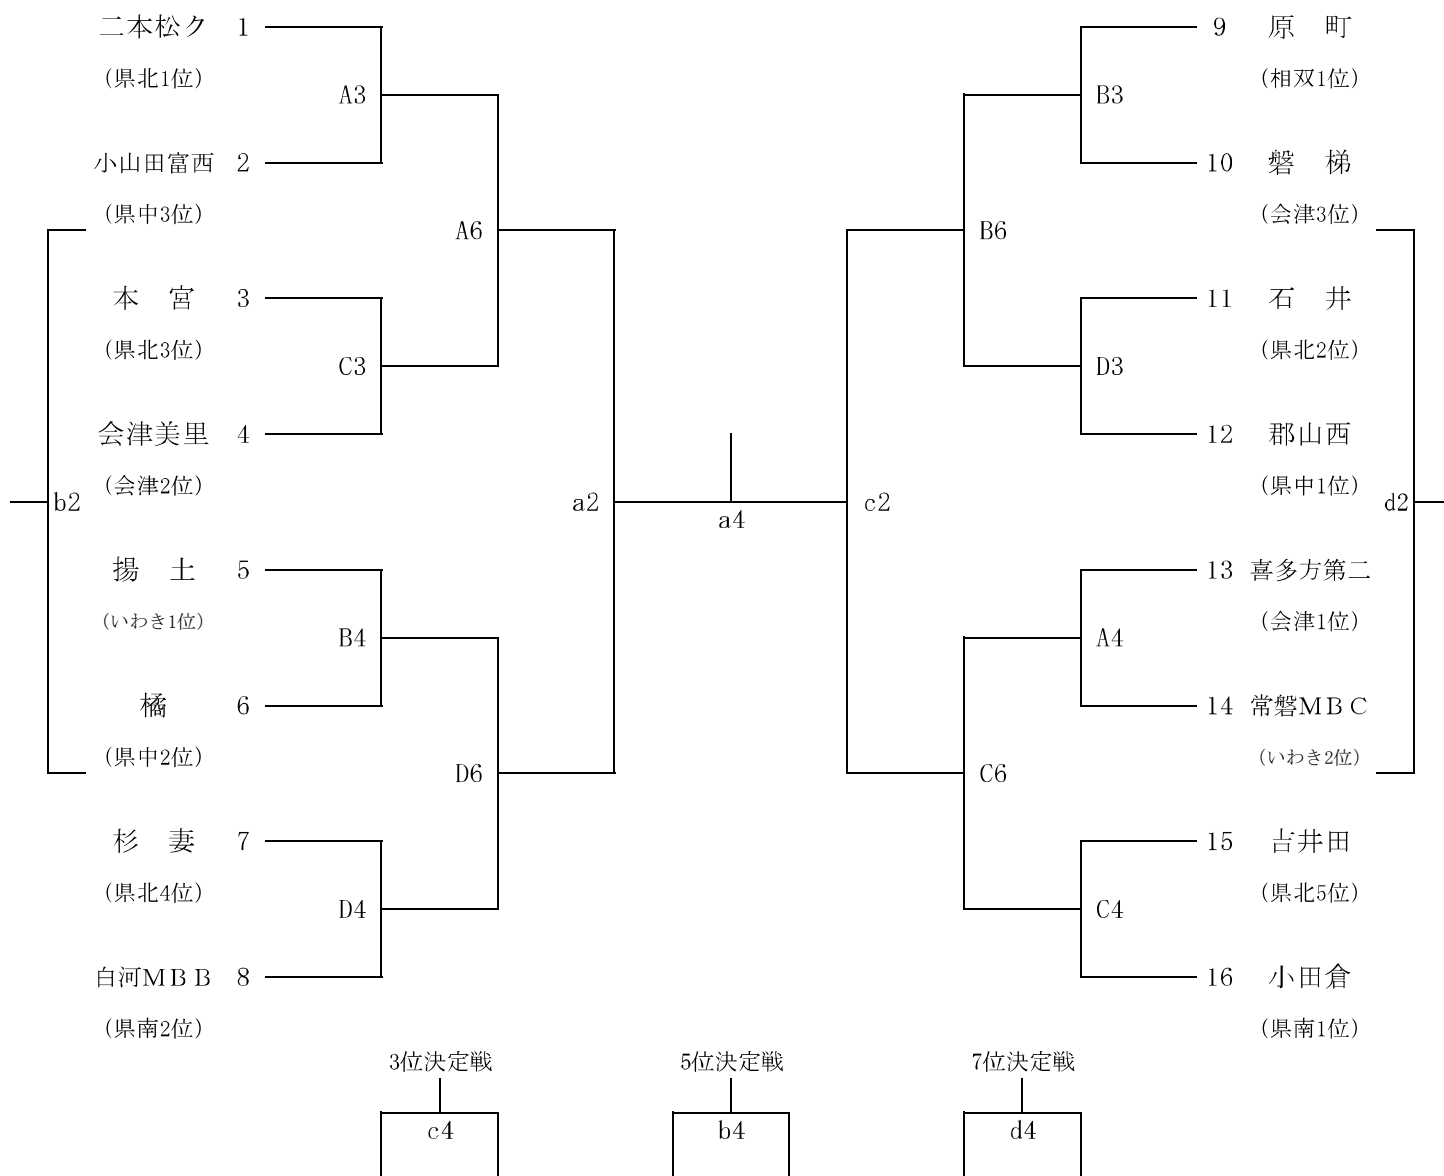 二本松ク 1
(県北1位)
A3
小山田富西 2
(県中3位)
A6
本 宮 3
(県北3位)
C3
会津美里 4
(会津2位)
b2
a2
揚 土 5
(いわき1位)
B4
橘 6
(県中2位)
D6
杉 妻 7
(県北4位)
D4
白河MBB 8
(県南2位)
a4
9 原 町
(相双1位)
B3
10 磐 梯
(会津3位)
B6
11 石 井
(県北2位)
D3
12 郡山西
(県中1位)
c2
d2
13 喜多方第二
(会津1位)
A4
14 常磐MBC
(いわき2位)
C6
15 吉井田
(県北5位)
C4
16 小田倉
(県南1位)
3位決定戦
c4
5位決定戦
b4
7位決定戦
d4